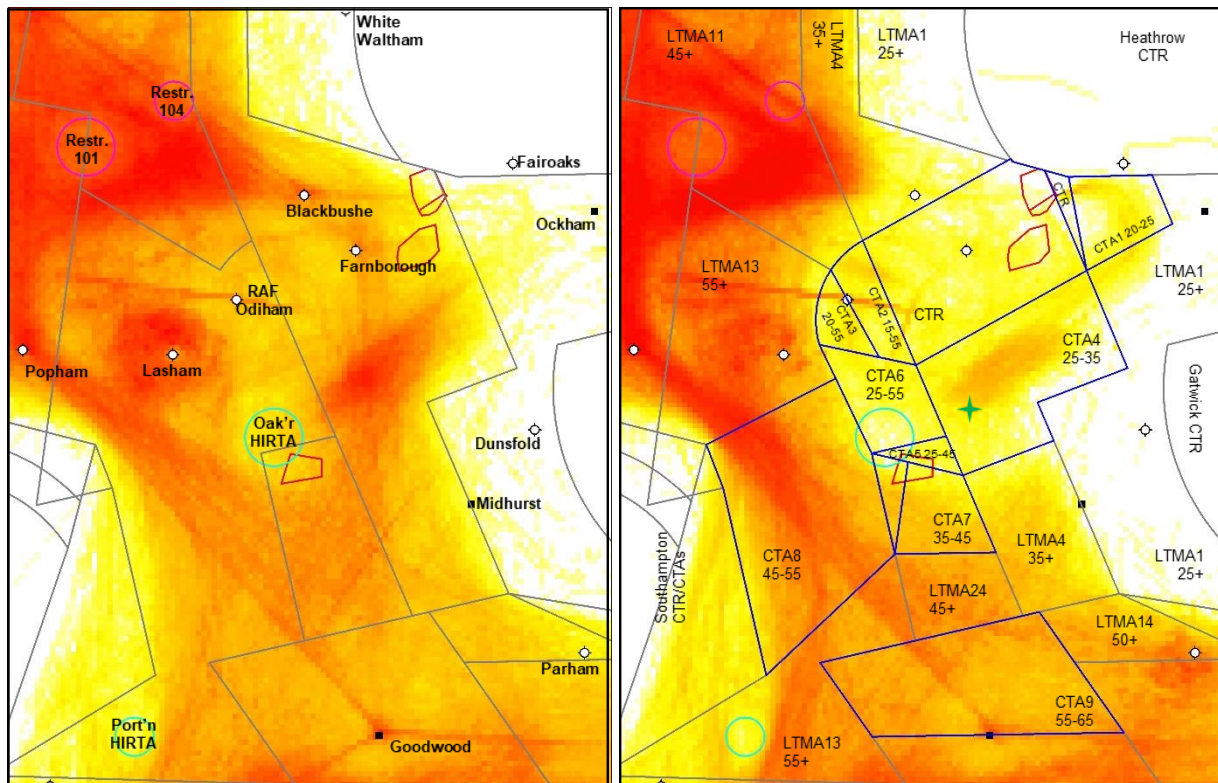 White
Waltham
Restr.
104
Restr.
101
Fairoaks
Blackbushe
Ockham
Farnborough
RAF
Odiham
Popham
Lasham
Oak'r
HIRTA
Dunsfold
Midhurst
Parham
Port'n
HIRTA
Goodwood
LTMA11
45+
LTMA4
35+
LTMA1
25+
Heathrow
CTR
CTR
CTA1 20-25
LTMA13
55+
LTMA1
25+
CTA2 15-55
CTA3
20-55
CTR
CTA4
25-35
CTA6
25-55
Gatwick CTR
CTA5 25-45
CTA7
35-45
LTMA4
35+
CTA8
45-55
LTMA1
25+
Southampton
CTR/CTAs
LTMA24
45+
LTMA14
50+
CTA9
55-65
LTMA13
55+